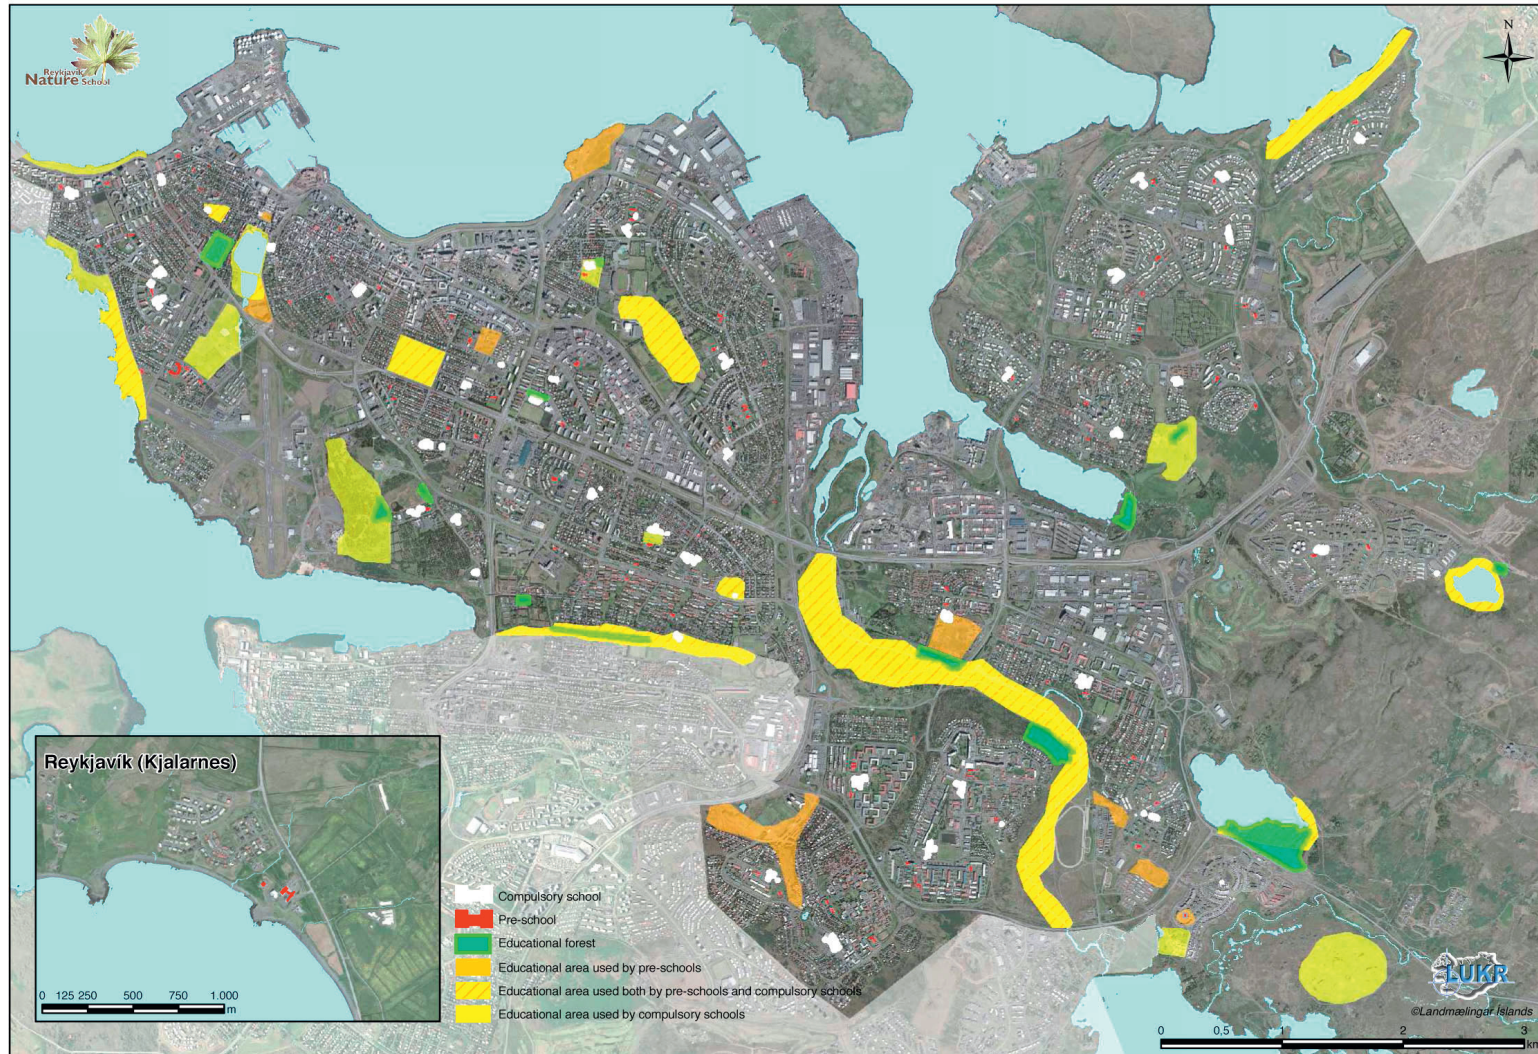 Reykjavik
Nature School
N
Reykjavík (Kjalarnes)
0 125 250 500 750 1.000
m
Compulsory school
Pre-school
Educational forest
Educational area used by pre-schools
Educational area used both by pre-schools and compulsory schools
Educational area used by compulsory schools
LUKR
©Landmælingar Íslands
0 0,5 1 2 3
km